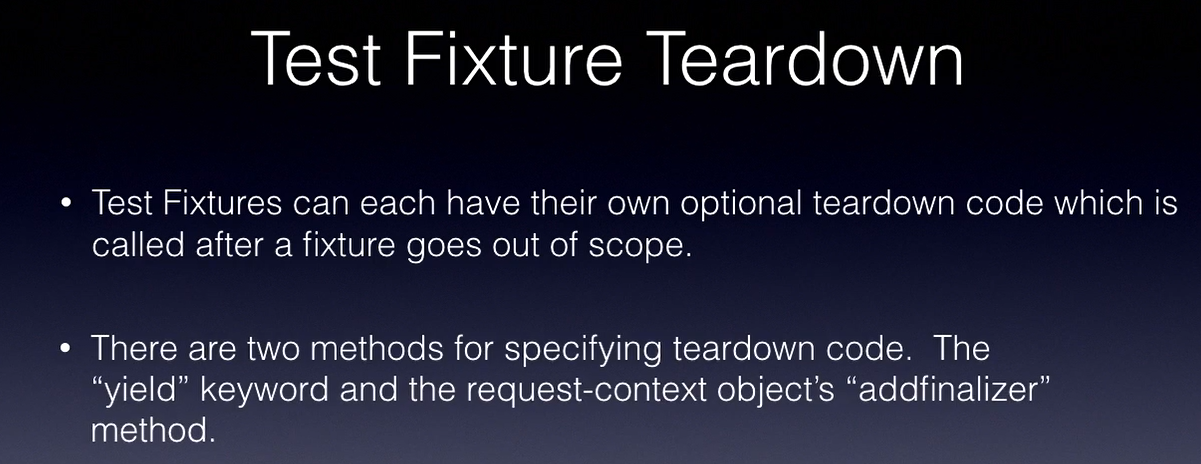 Test Fixture Teardown
• Test Fixtures can each have their own optional teardown code which is
called after a fixture goes out of scope.
• There are two methods for specifying teardown code.  The
“yield” keyword and the request-context object’s “addfinalizer”
method.